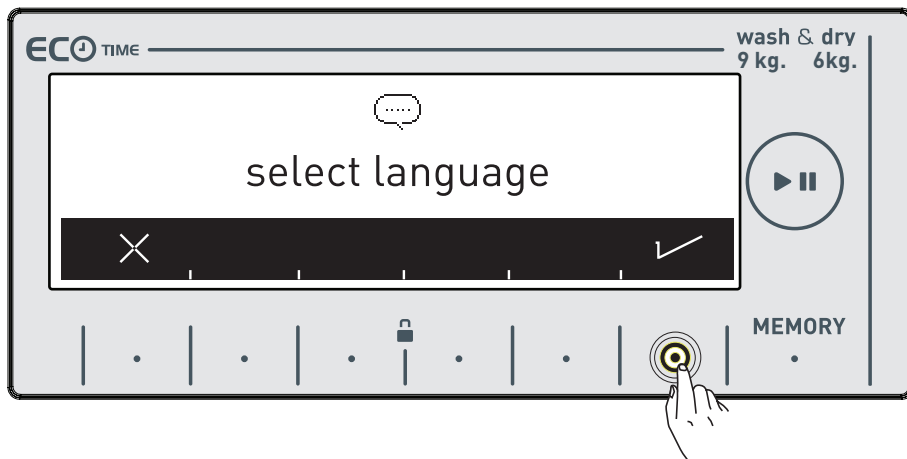 ECO TIME
wash & dry
9 kg. 6kg.
select language
MEMORY